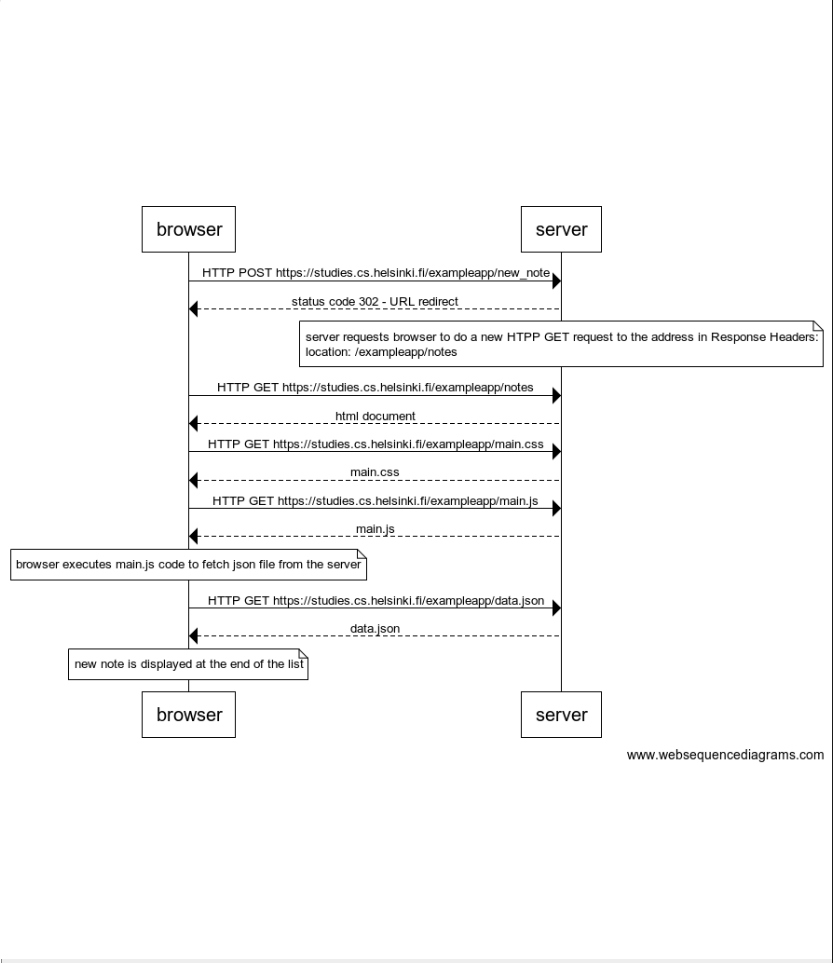 browser
server
HTTP POST https://studies.cs.helsinki.fi/exampleapp/new_note
status code 302 - URL redirect
server requests browser to do a new HTPP GET request to the address in Response Headers:
location: /exampleapp/notes
HTTP GET https://studies.cs.helsinki.fi/exampleapp/notes
html document
HTTP GET https://studies.cs.helsinki.fi/exampleapp/main.css
main.css
HTTP GET https://studies.cs.helsinki.fi/exampleapp/main.js
main.js
browser executes main.js code to fetch json file from the server
HTTP GET https://studies.cs.helsinki.fi/exampleapp/data.json
data.json
new note is displayed at the end of the list
browser
server
www.websequencediagrams.com